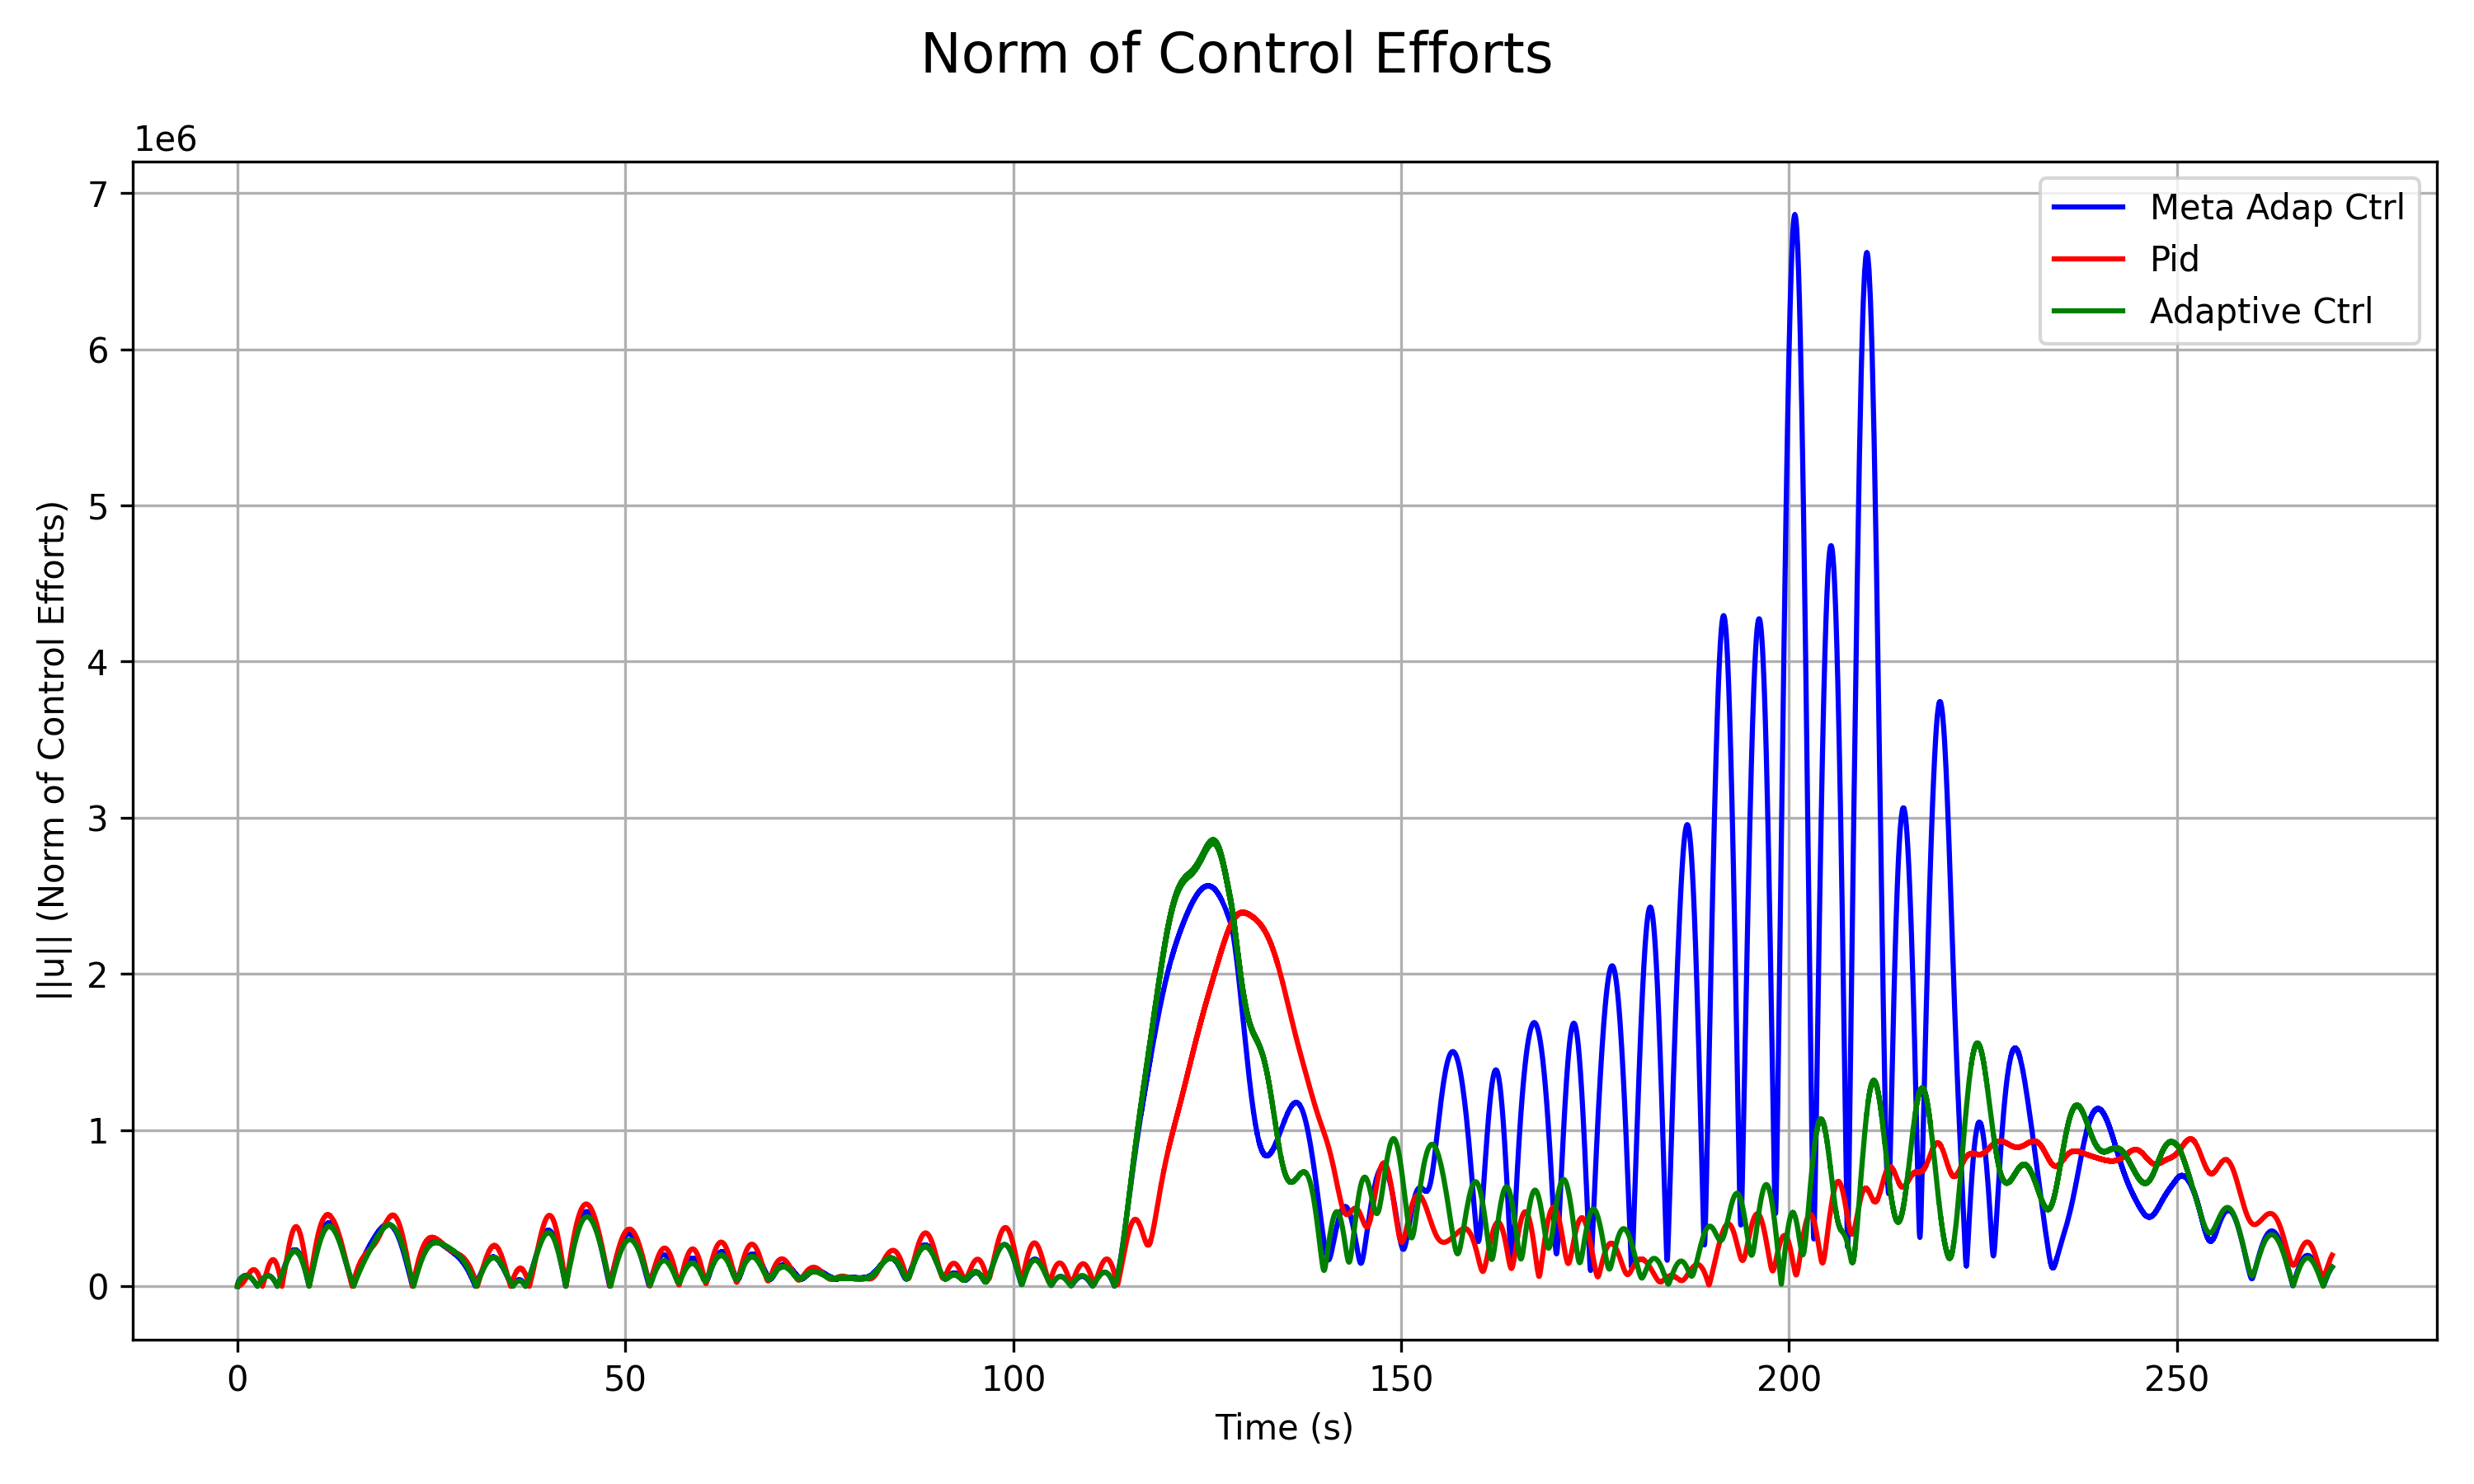 Norm of Control Efforts
1e6
7
6
5
4
3
2
1
0
||u|| (Norm of Control Efforts)
Meta Adap Ctrl
Pid
Adaptive Ctrl
0 50 100 150 200 250
Time (s)